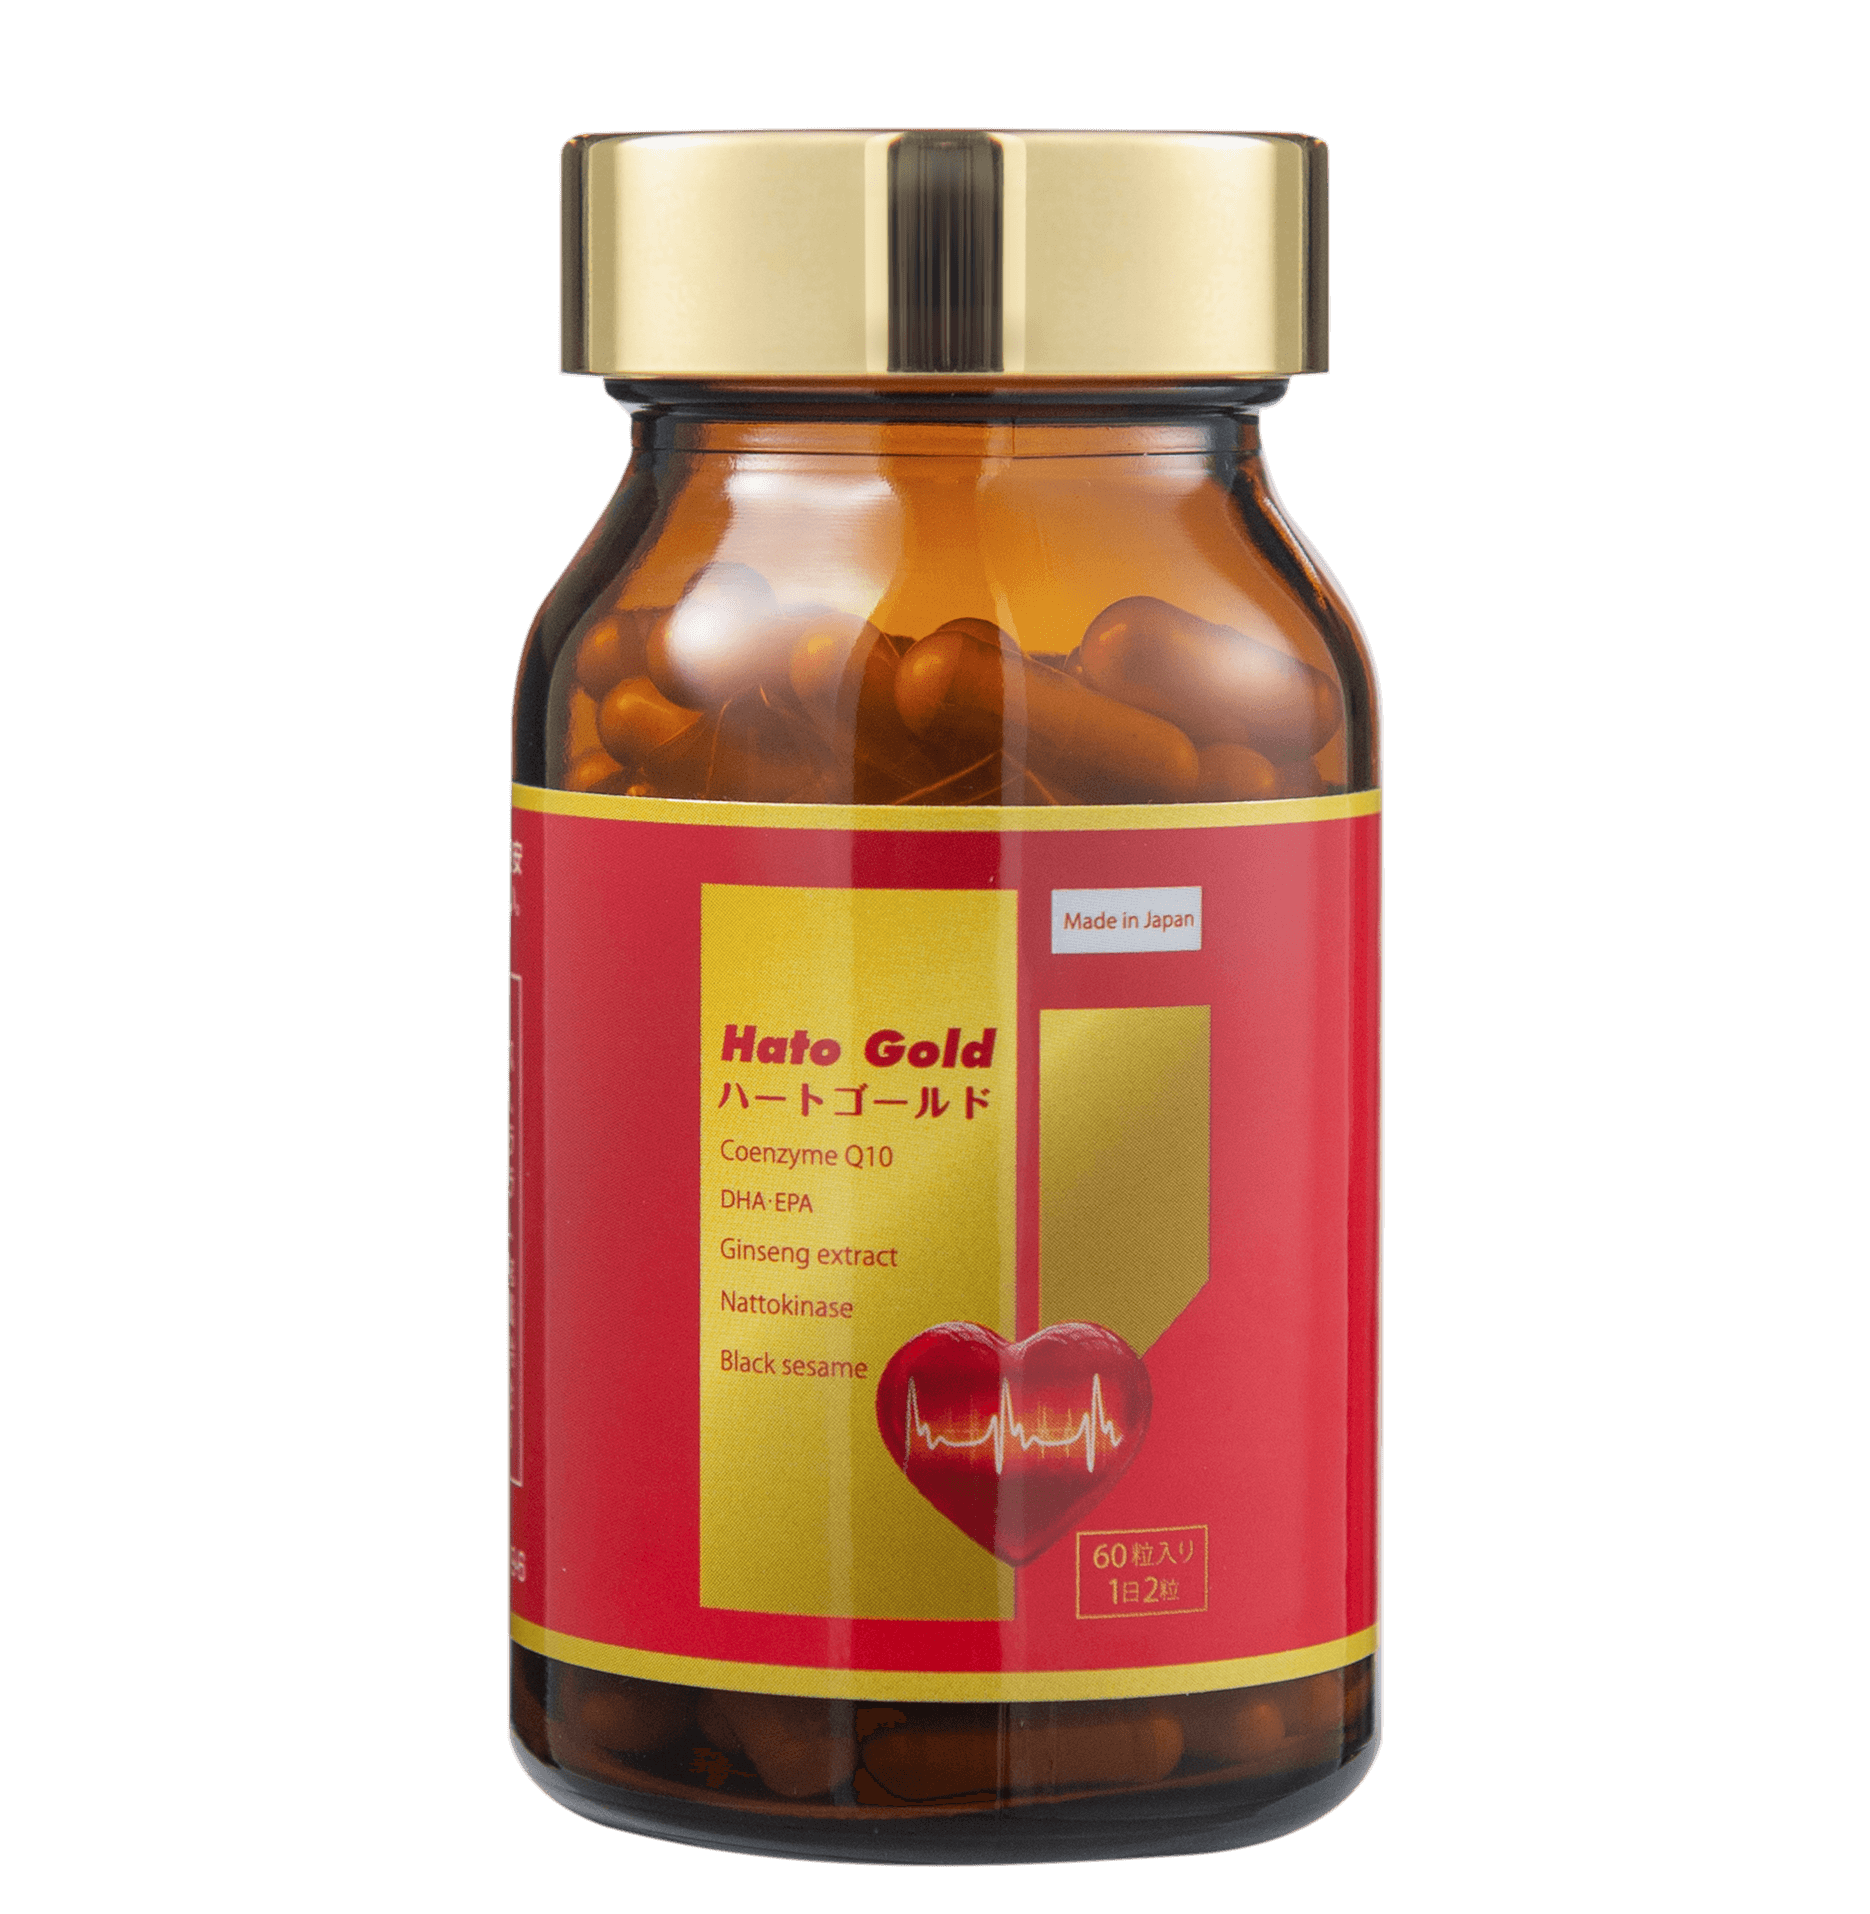 Made in Japan
Hato Gold
ハートゴールド
Coenzyme Q10
DHA·EPA
Ginseng extract
Nattokinase
Black sesame
60粒入り
1日2粒